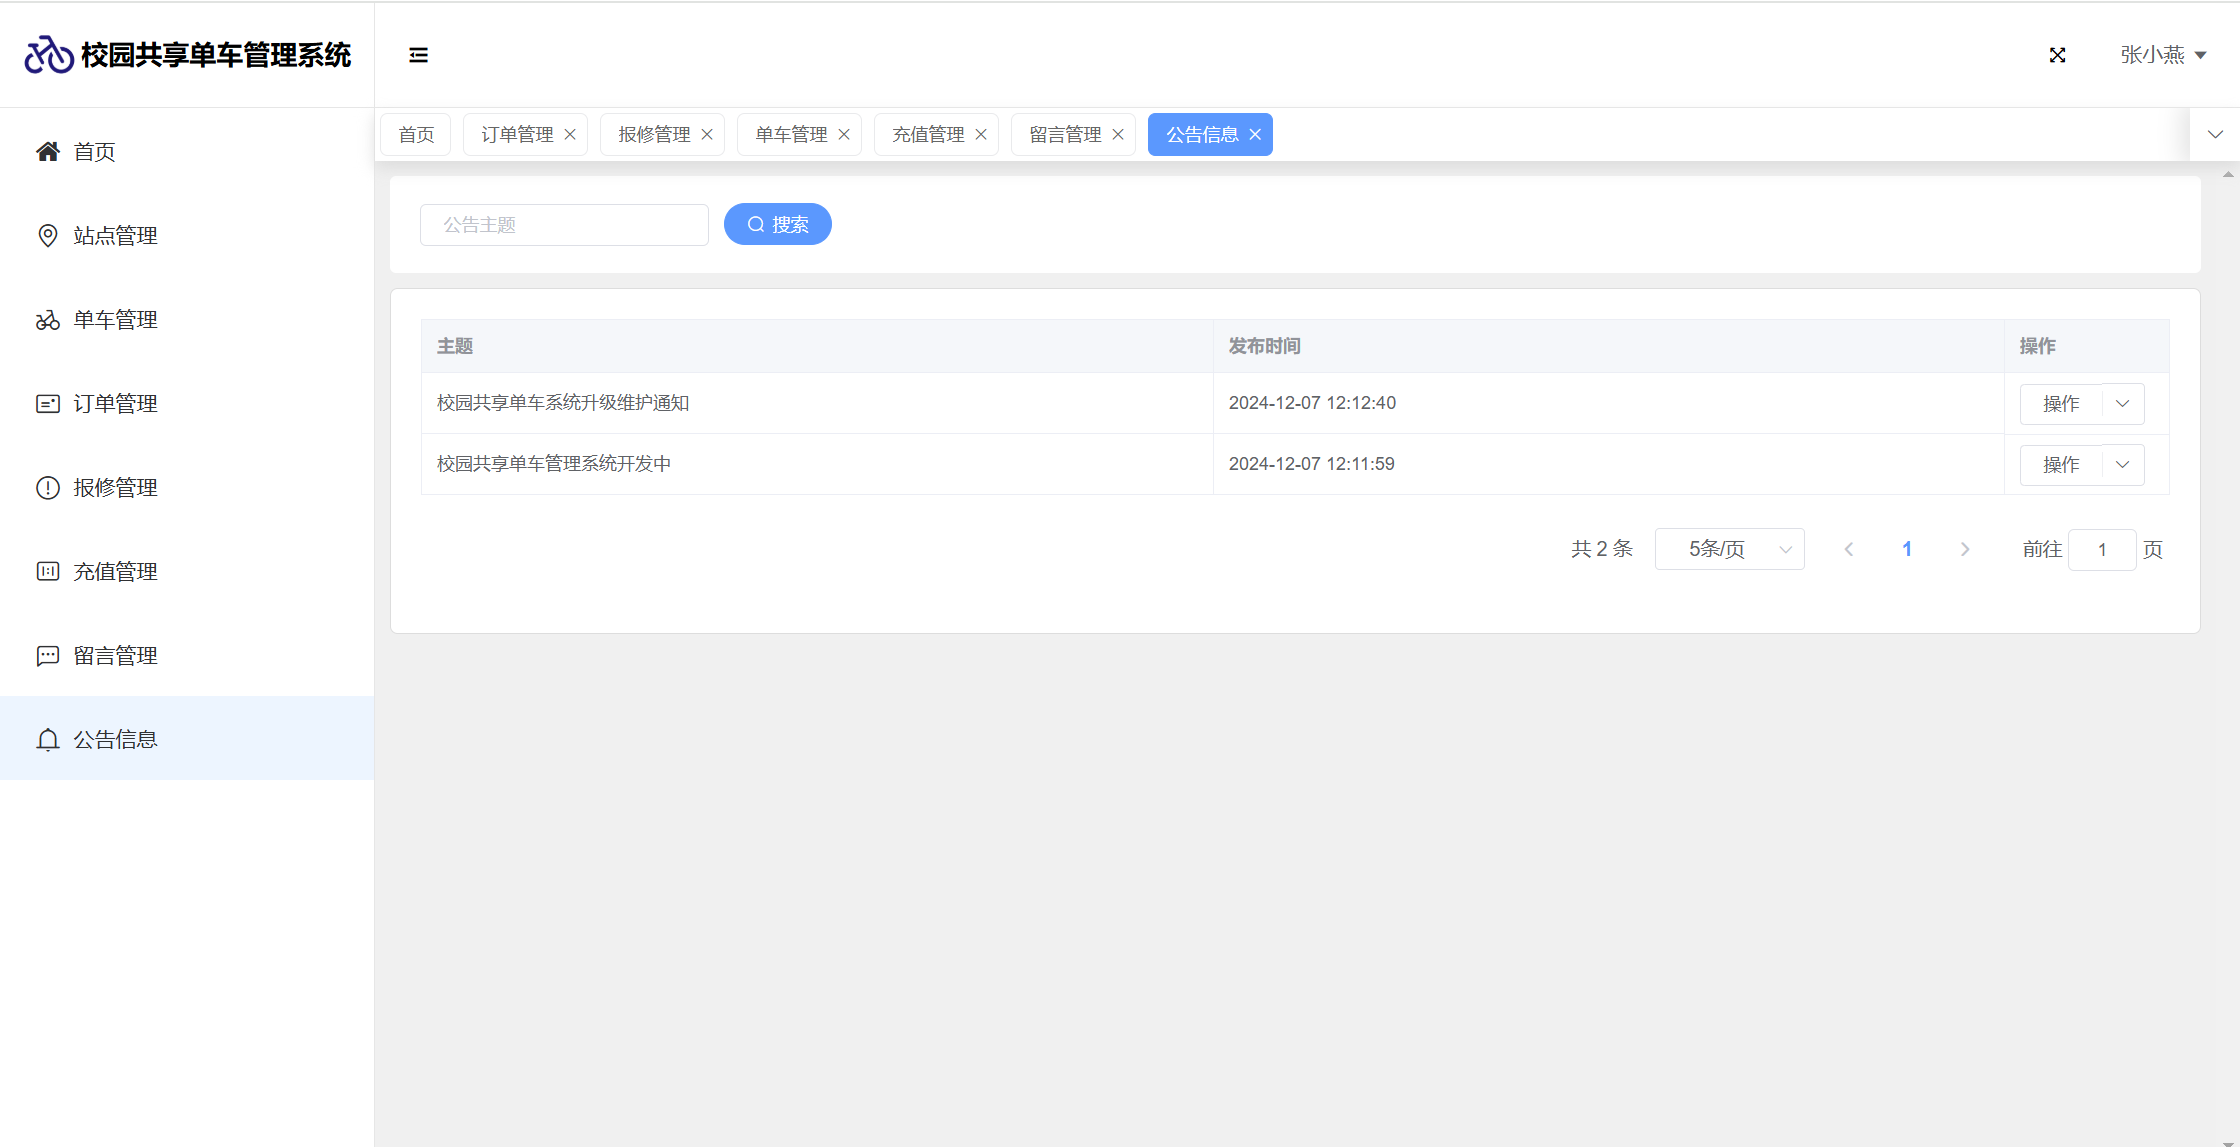 校园共享单车管理系统
张小燕
首页
站点管理
单车管理
订单管理
报修管理
充值管理
留言管理
公告信息
首页 订单管理 报修管理 单车管理 充值管理 留言管理 公告信息
公告主题 搜索
主题 发布时间 操作
校园共享单车系统升级维护通知 2024-12-07 12:12:40 操作
校园共享单车管理系统开发中 2024-12-07 12:11:59 操作
共 2 条 5条/页 1 前往 1 页